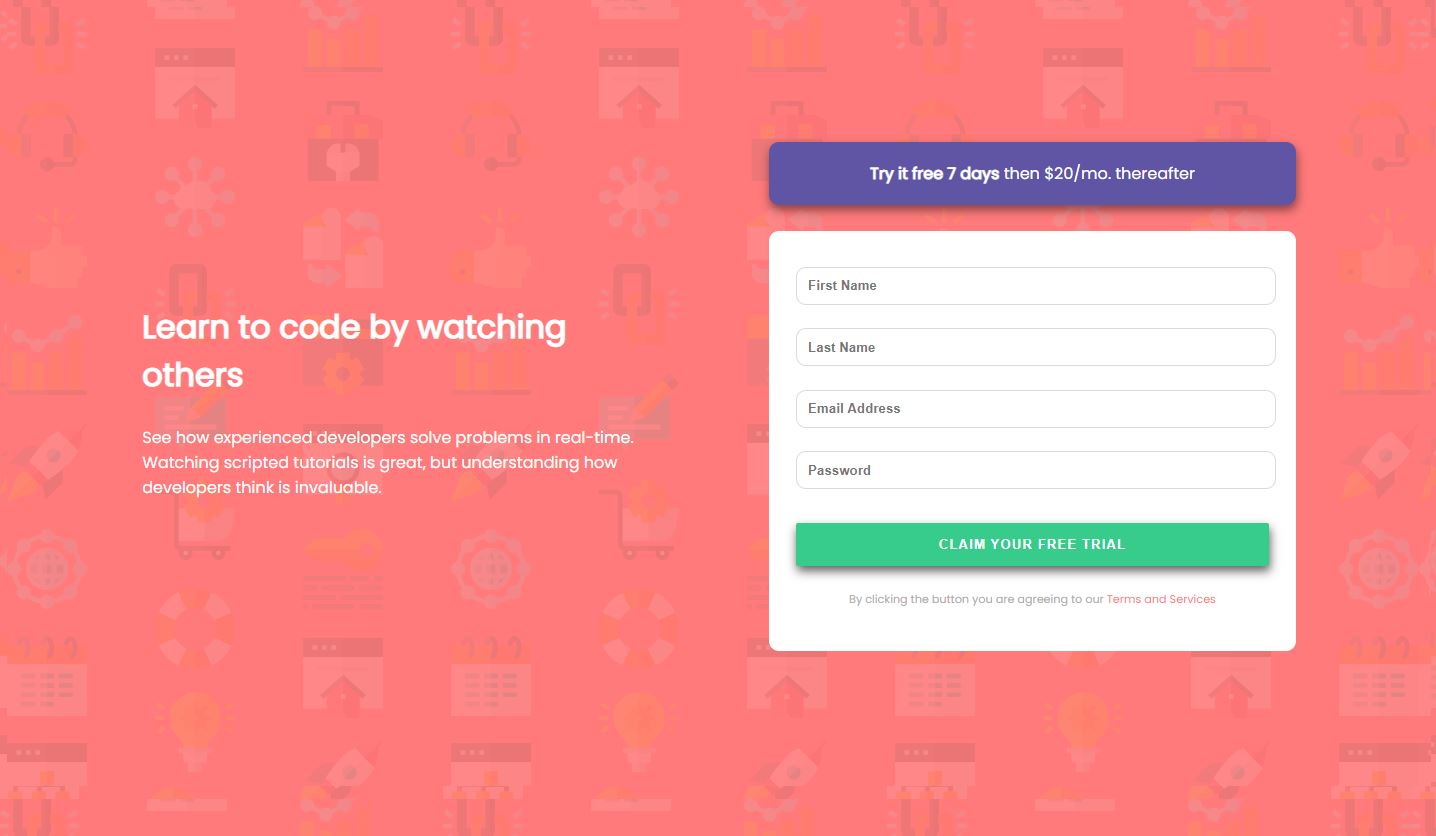 Learn to code by watching
others
See how experienced developers solve problems in real-time.
Watching scripted tutorials is great, but understanding how
developers think is invaluable.
Try it free 7 days then $20/mo. thereafter
First Name
Last Name
Email Address
Password
CLAIM YOUR FREE TRIAL
By clicking the button you are agreeing to our Terms and Services